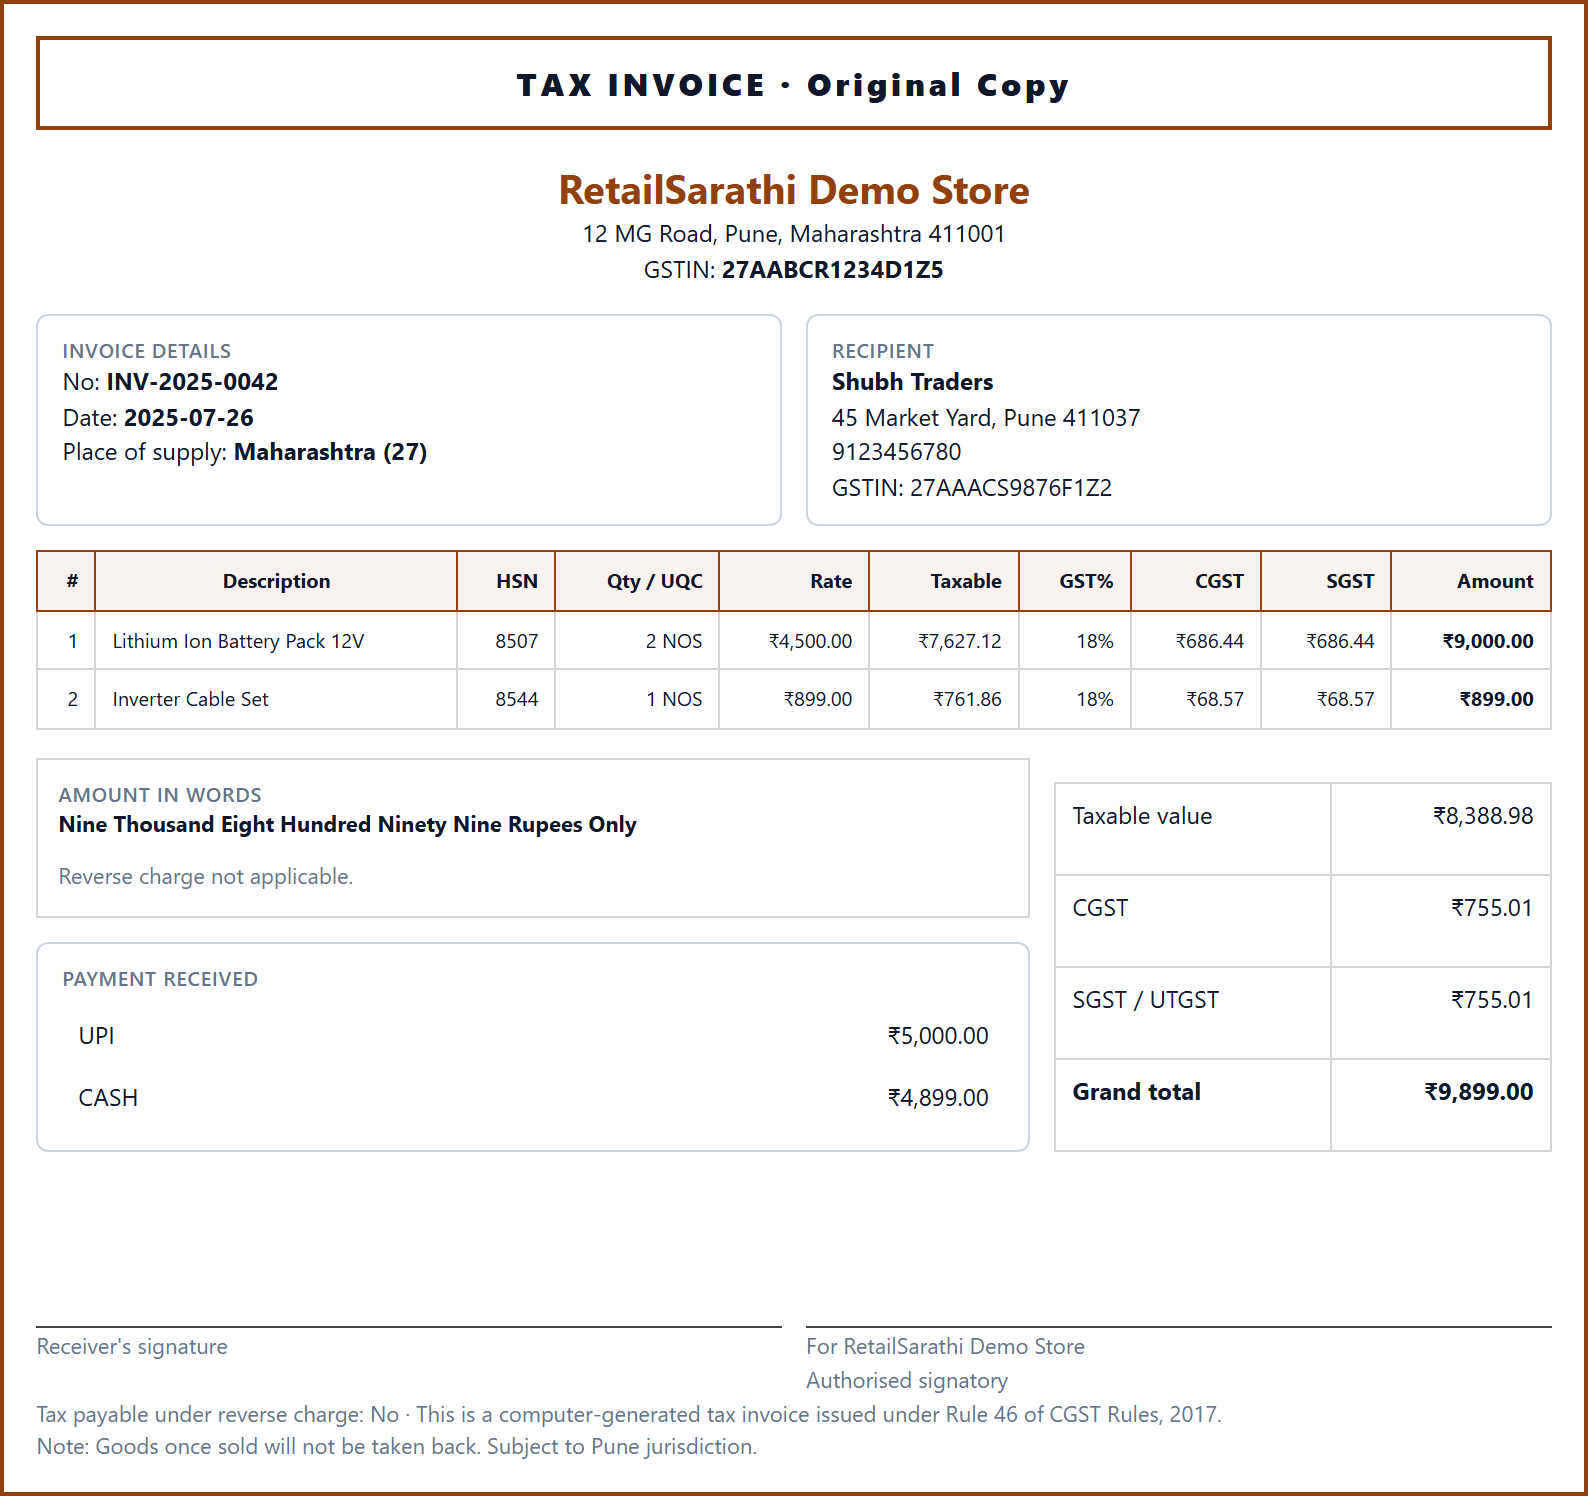 TAX INVOICE · Original Copy
RetailSarathi Demo Store
12 MG Road, Pune, Maharashtra 411001
GSTIN: 27AABCR1234D1Z5
INVOICE DETAILS
No: INV-2025-0042
Date: 2025-07-26
Place of supply: Maharashtra (27)
RECIPIENT
Shubh Traders
45 Market Yard, Pune 411037
9123456780
GSTIN: 27AAACS9876F1Z2
# Description HSN Qty / UQC Rate Taxable GST% CGST SGST Amount
1 Lithium Ion Battery Pack 12V 8507 2 NOS ₹4,500.00 ₹7,627.12 18% ₹686.44 ₹686.44 ₹9,000.00
2 Inverter Cable Set 8544 1 NOS ₹899.00 ₹761.86 18% ₹68.57 ₹68.57 ₹899.00
AMOUNT IN WORDS
Nine Thousand Eight Hundred Ninety Nine Rupees Only
Reverse charge not applicable.
PAYMENT RECEIVED
UPI ₹5,000.00
CASH ₹4,899.00
Taxable value ₹8,388.98
CGST ₹755.01
SGST / UTGST ₹755.01
Grand total ₹9,899.00
Receiver's signature
For RetailSarathi Demo Store
Authorised signatory
Tax payable under reverse charge: No · This is a computer-generated tax invoice issued under Rule 46 of CGST Rules, 2017.
Note: Goods once sold will not be taken back. Subject to Pune jurisdiction.